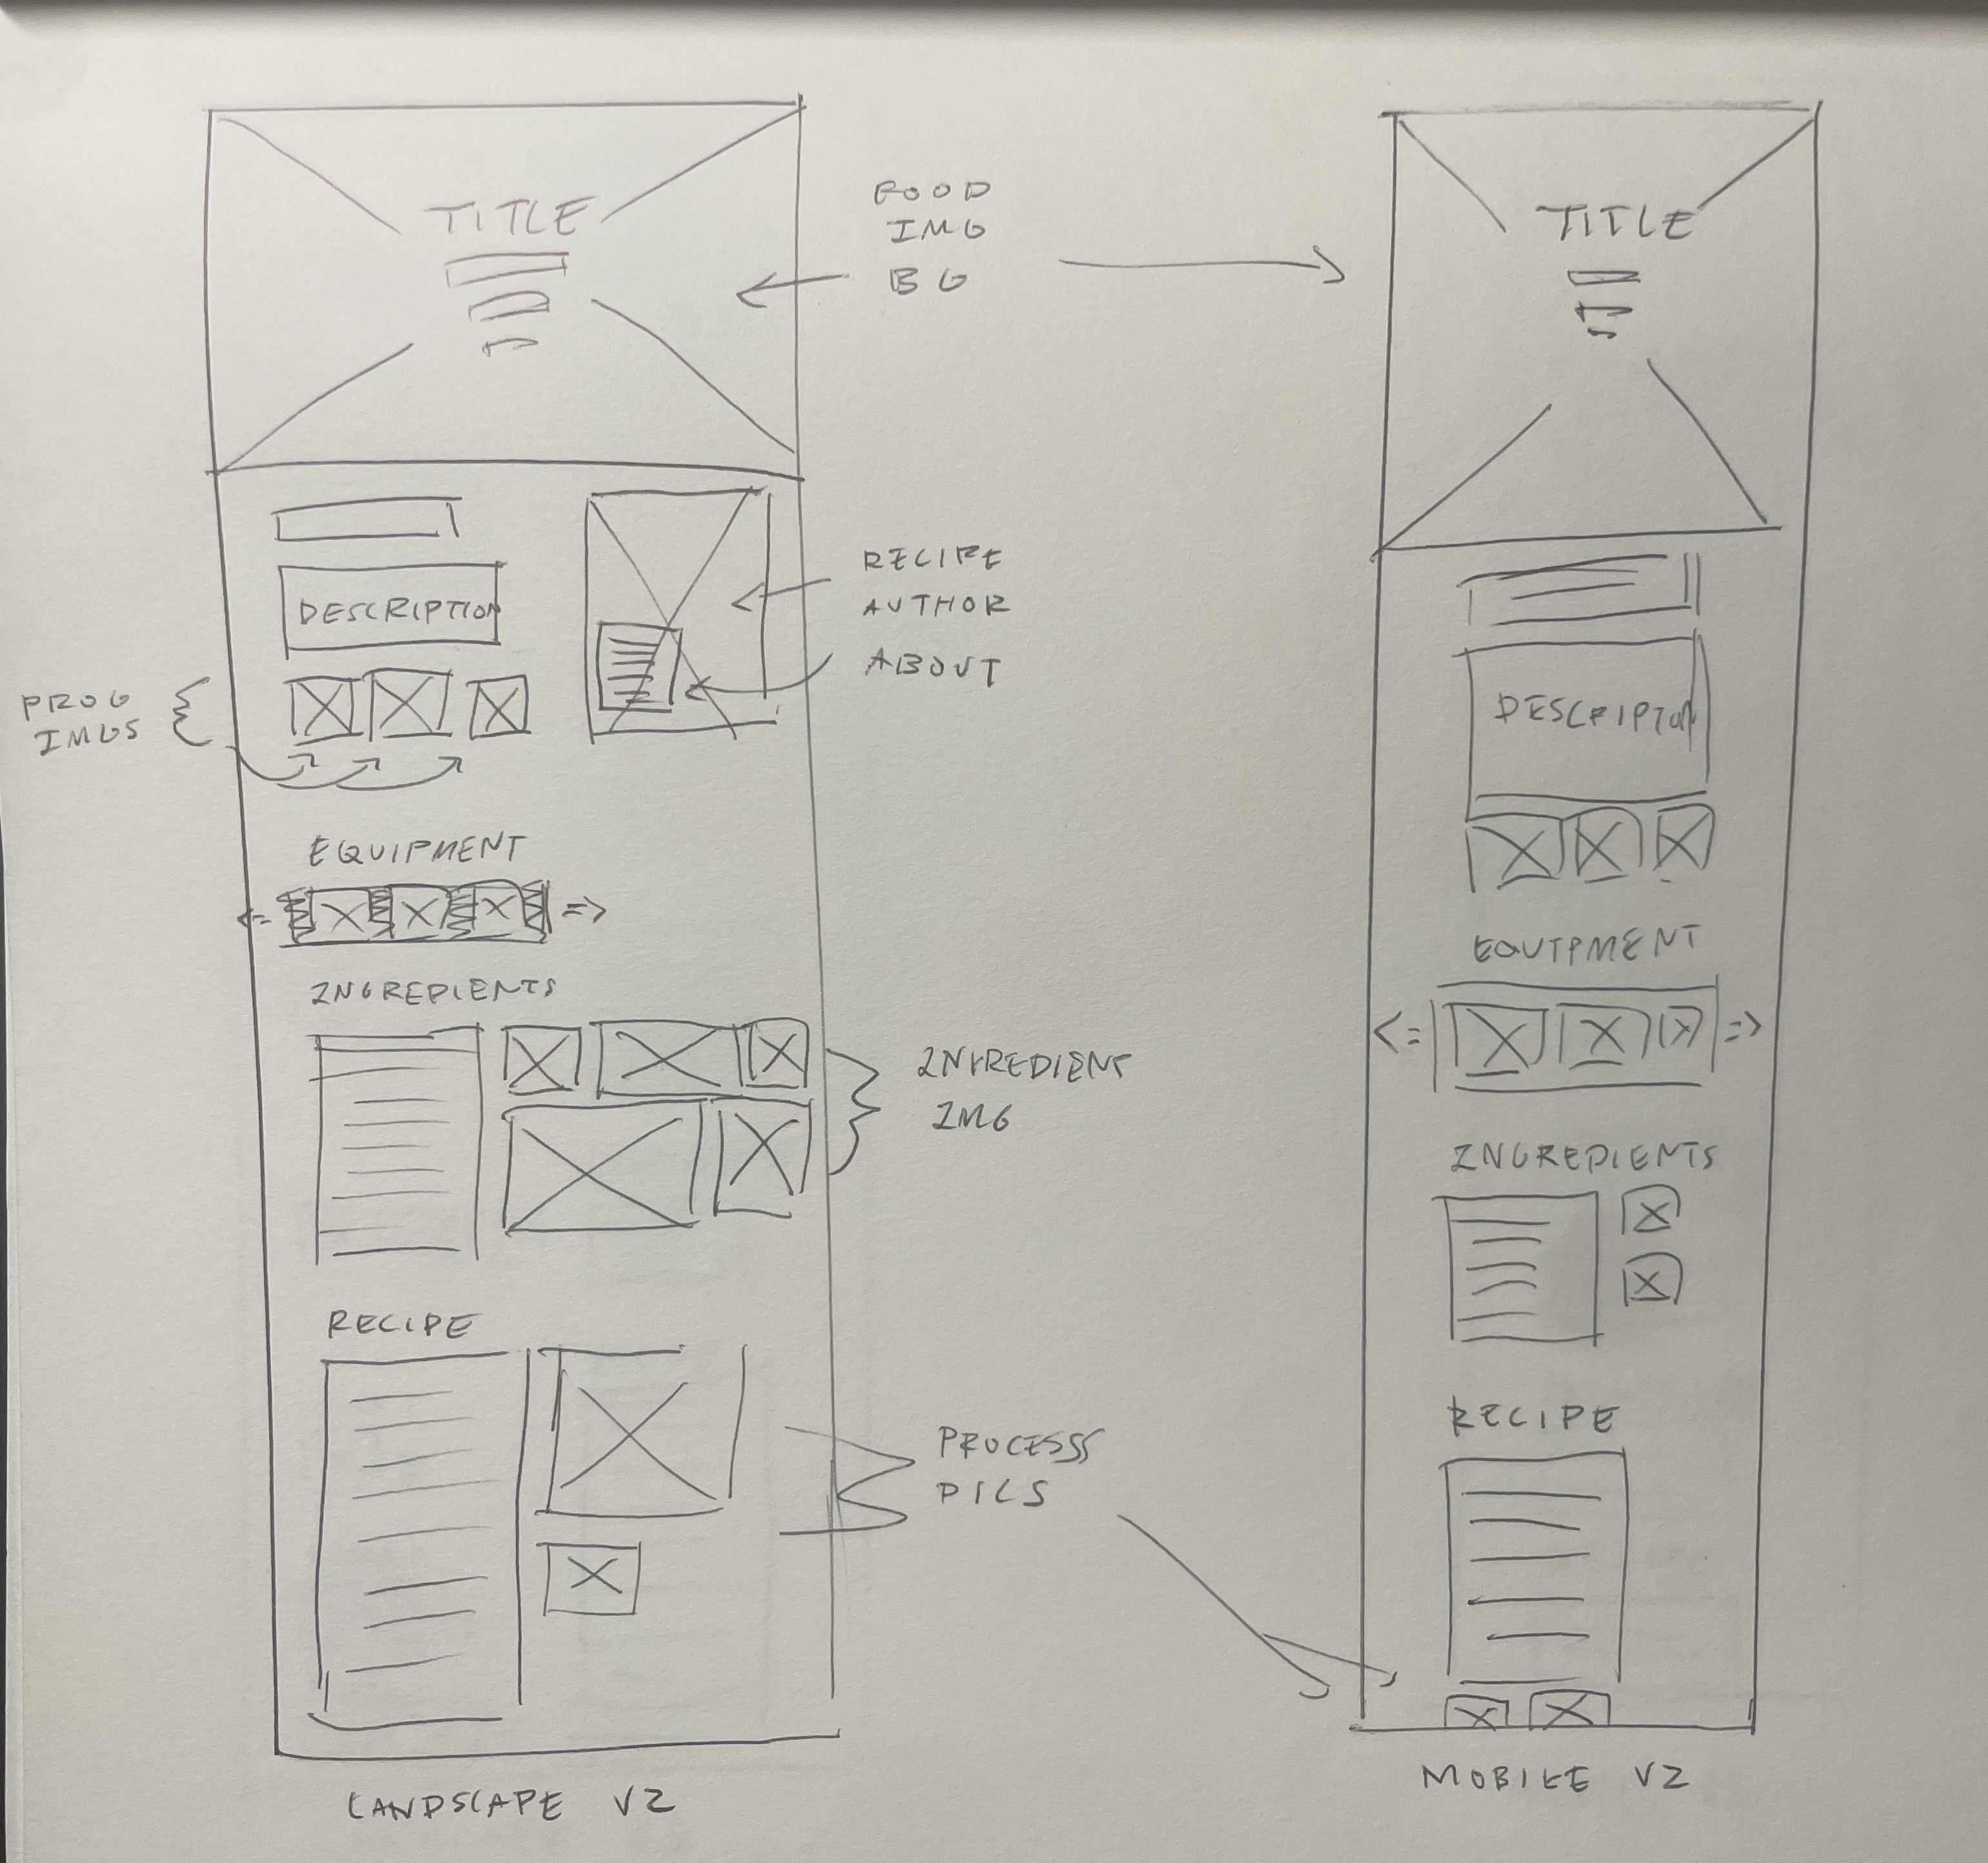 TITLE
FOOD
IMG
BG
TITLE
DESCRIPTION
RECIPE
AUTHOR
ABOUT
PROG
IMGS
DESCRIPTON
EQUIPMENT
<= =>
EQUIPMENT
<= =>
INGREDIENTS
INGREDIENT
IMG
INGREDIENTS
RECIPE
RECIPE
PROCESSS
PICS
LANDSCAPE V2
MOBILE V2